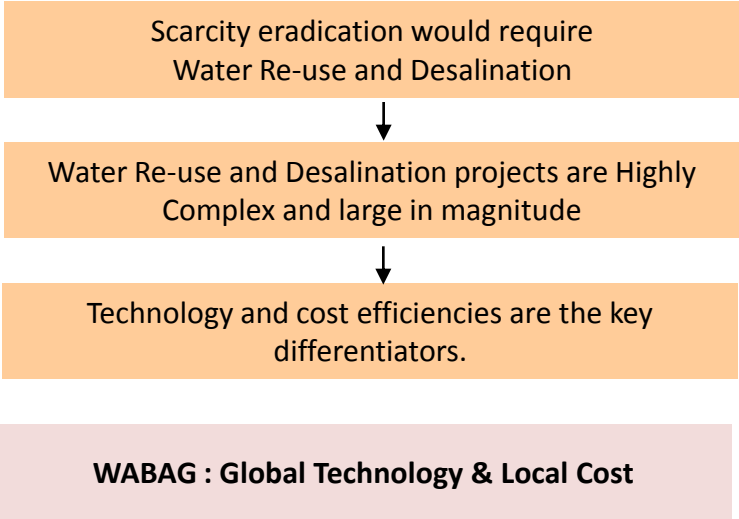 Scarcity eradication would require
Water Re-use and Desalination
Water Re-use and Desalination projects are Highly
Complex and large in magnitude
Technology and cost efficiencies are the key
differentiators.
WABAG : Global Technology & Local Cost